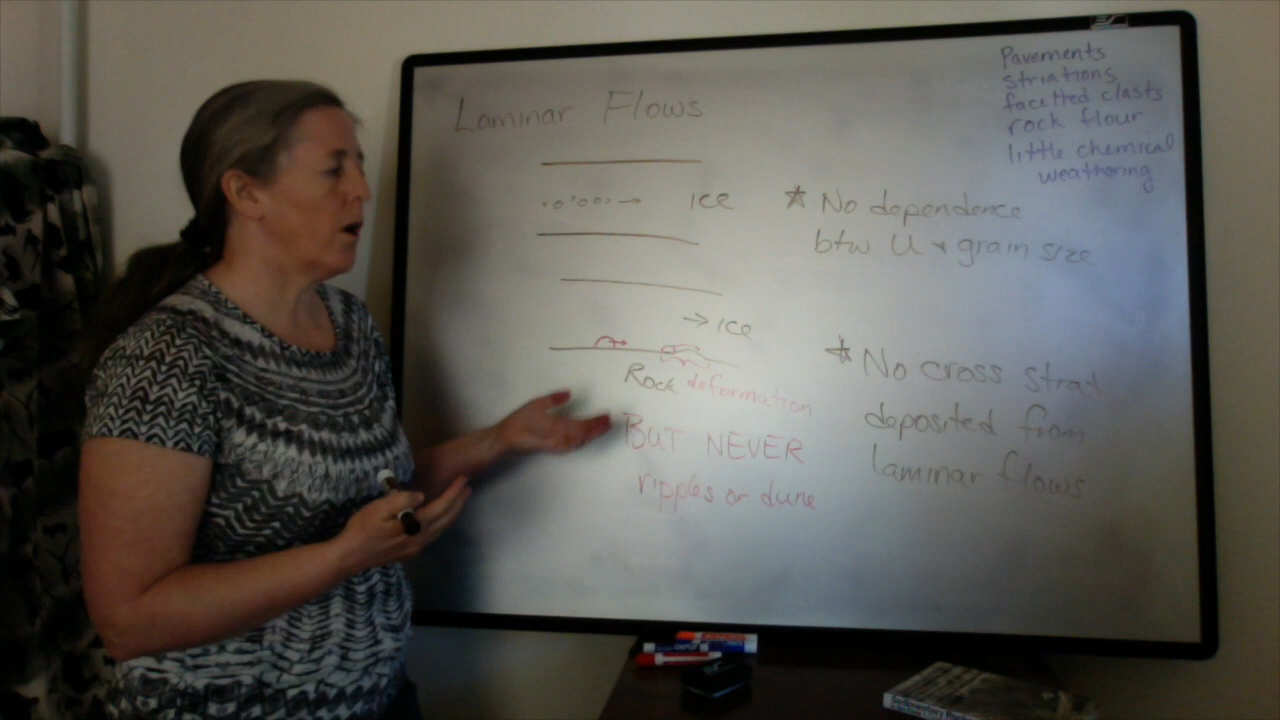 Laminar Flows
ICE
→ ICE
Rock deformation
BUT NEVER
ripples or dune
* No dependence
btw U + grain size
* No cross strat
deposited from
laminar flows
Pavements
striations
facetted clasts
rock flour
little chemical
weathering